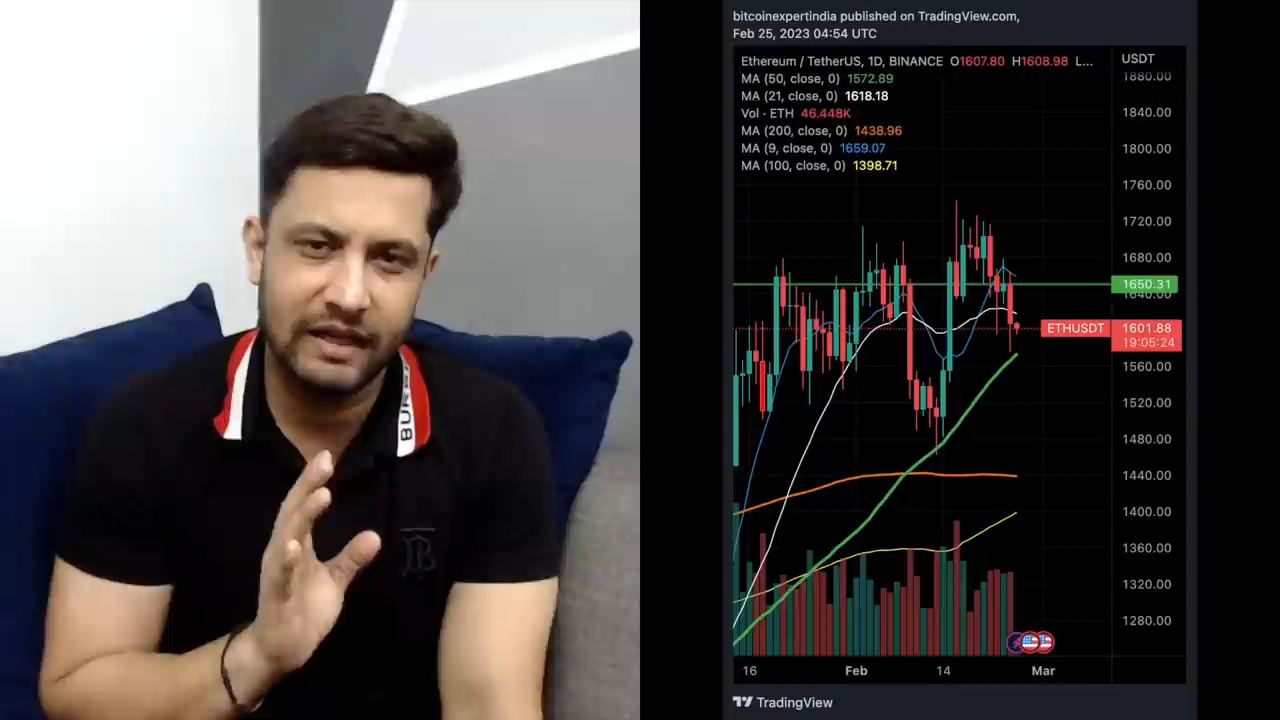 bitcoinexpertindia published on TradingView.com,
Feb 25, 2023 04:54 UTC
Ethereum / TetherUS, 1D, BINANCE O1607.80 H1608.98 L...
USDT
MA (50, close, 0) 1572.89
MA (21, close, 0) 1618.18
Vol · ETH 46.448K
MA (200, close, 0) 1438.96
MA (9, close, 0) 1659.07
MA (100, close, 0) 1398.71
1880.00
1840.00
1800.00
1760.00
1720.00
1680.00
1650.31
1640.00
ETHUSDT 1601.88
19:05:24
1560.00
1520.00
1480.00
1440.00
1400.00
1360.00
1320.00
1280.00
16 Feb 14 Mar
TradingView
BUR
B